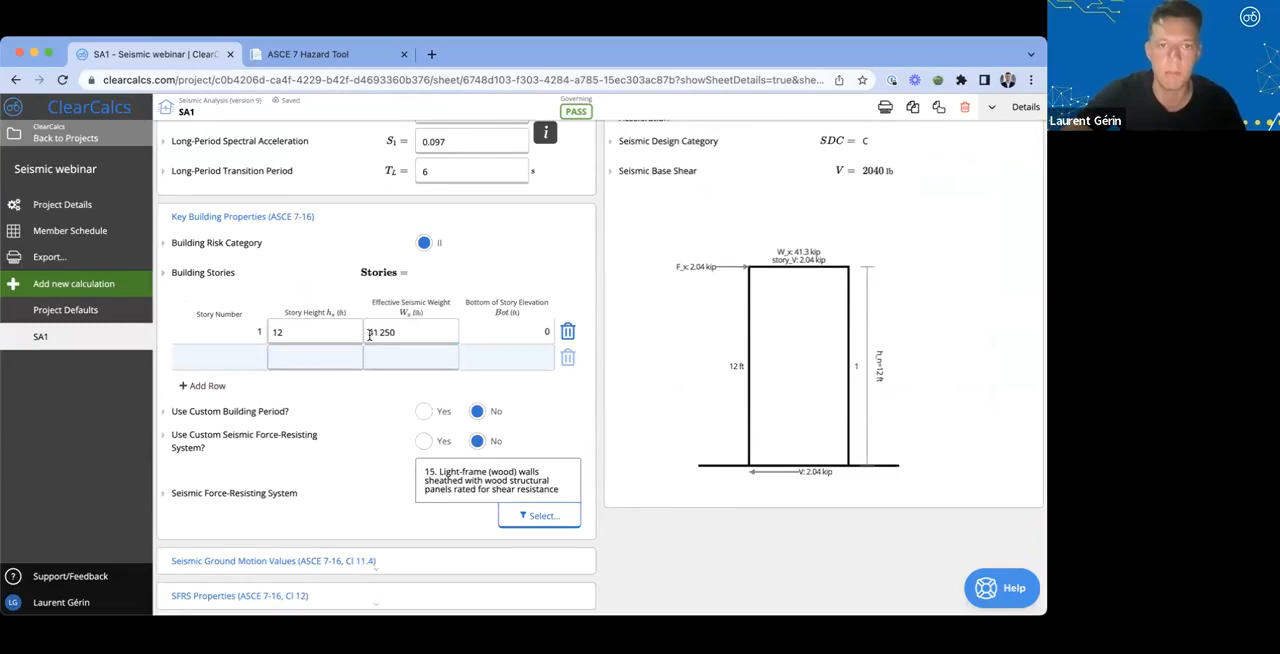 SA1 - Seismic webinar | ClearC
ASCE 7 Hazard Tool
clearcalcs.com/project/c0b4206d-ca4f-4229-b42f-d4693360b376/sheet/6748d103-f303-4284-a785-15ec303ac87b?showSheetDetails=true&she...
ClearCalcs
Seismic Analysis (version 9)
Saved
SA1
Governing
PASS
Details
ClearCalcs
Back to Projects
Seismic webinar
Project Details
Member Schedule
Export...
Add new calculation
Project Defaults
SA1
Support/Feedback
LG Laurent Gérin
Long-Period Spectral Acceleration S₁ = 0.097
Long-Period Transition Period T_L = 6 s
Key Building Properties (ASCE 7-16)
Building Risk Category II
Building Stories Stories =
Story Number
Story Height hₛ (ft)
Effective Seismic Weight
Wₛ (lb)
Bottom of Story Elevation
Bot (ft)
1 12 41250 0
+ Add Row
Use Custom Building Period? Yes No
Use Custom Seismic Force-Resisting
System? Yes No
Seismic Force-Resisting System
15. Light-frame (wood) walls
sheathed with wood structural
panels rated for shear resistance
Select...
Seismic Ground Motion Values (ASCE 7-16, Cl 11.4)
SFRS Properties (ASCE 7-16, Cl 12)
Seismic Design Category SDC = C
Seismic Base Shear V = 2040 lb
W_x: 41.3 kip
story_V: 2.04 kip
F_x: 2.04 kip
12 ft
1
h_n=12 ft
V: 2.04 kip
Help
Laurent Gérin